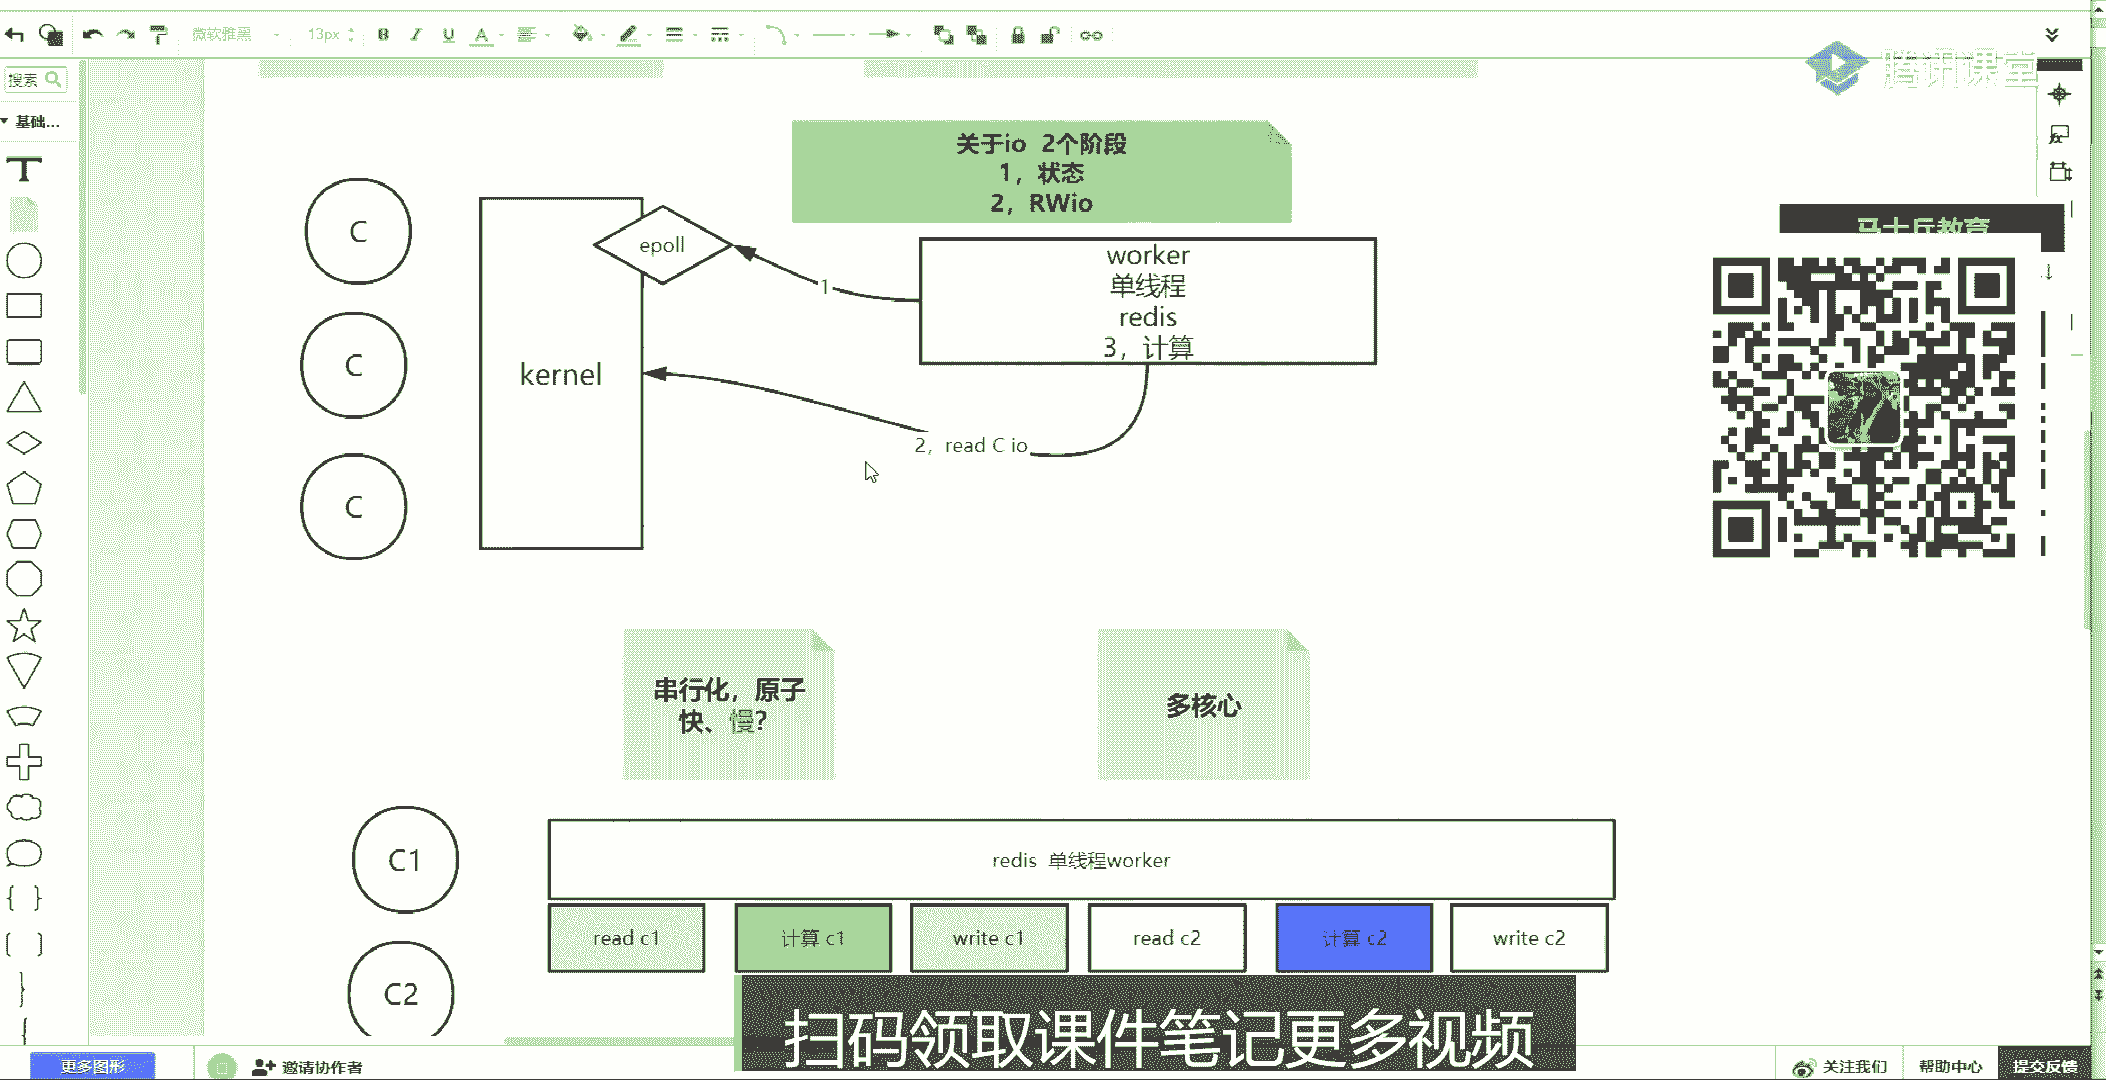 微软雅黑
13px
B
I
U
A
搜索
腾讯课堂
基础...
T
关于io 2个阶段
1，状态
2，RWio
马士兵教育
C
epoll
worker
单线程
redis
3，计算
1
C
kernel
2，read C io
C
串行化，原子
快、慢？
多核心
C1
redis 单线程worker
read c1
计算 c1
write c1
read c2
计算 c2
write c2
C2
扫码领取课件笔记更多视频
更多图形
邀请协作者
关注我们
帮助中心
提交反馈